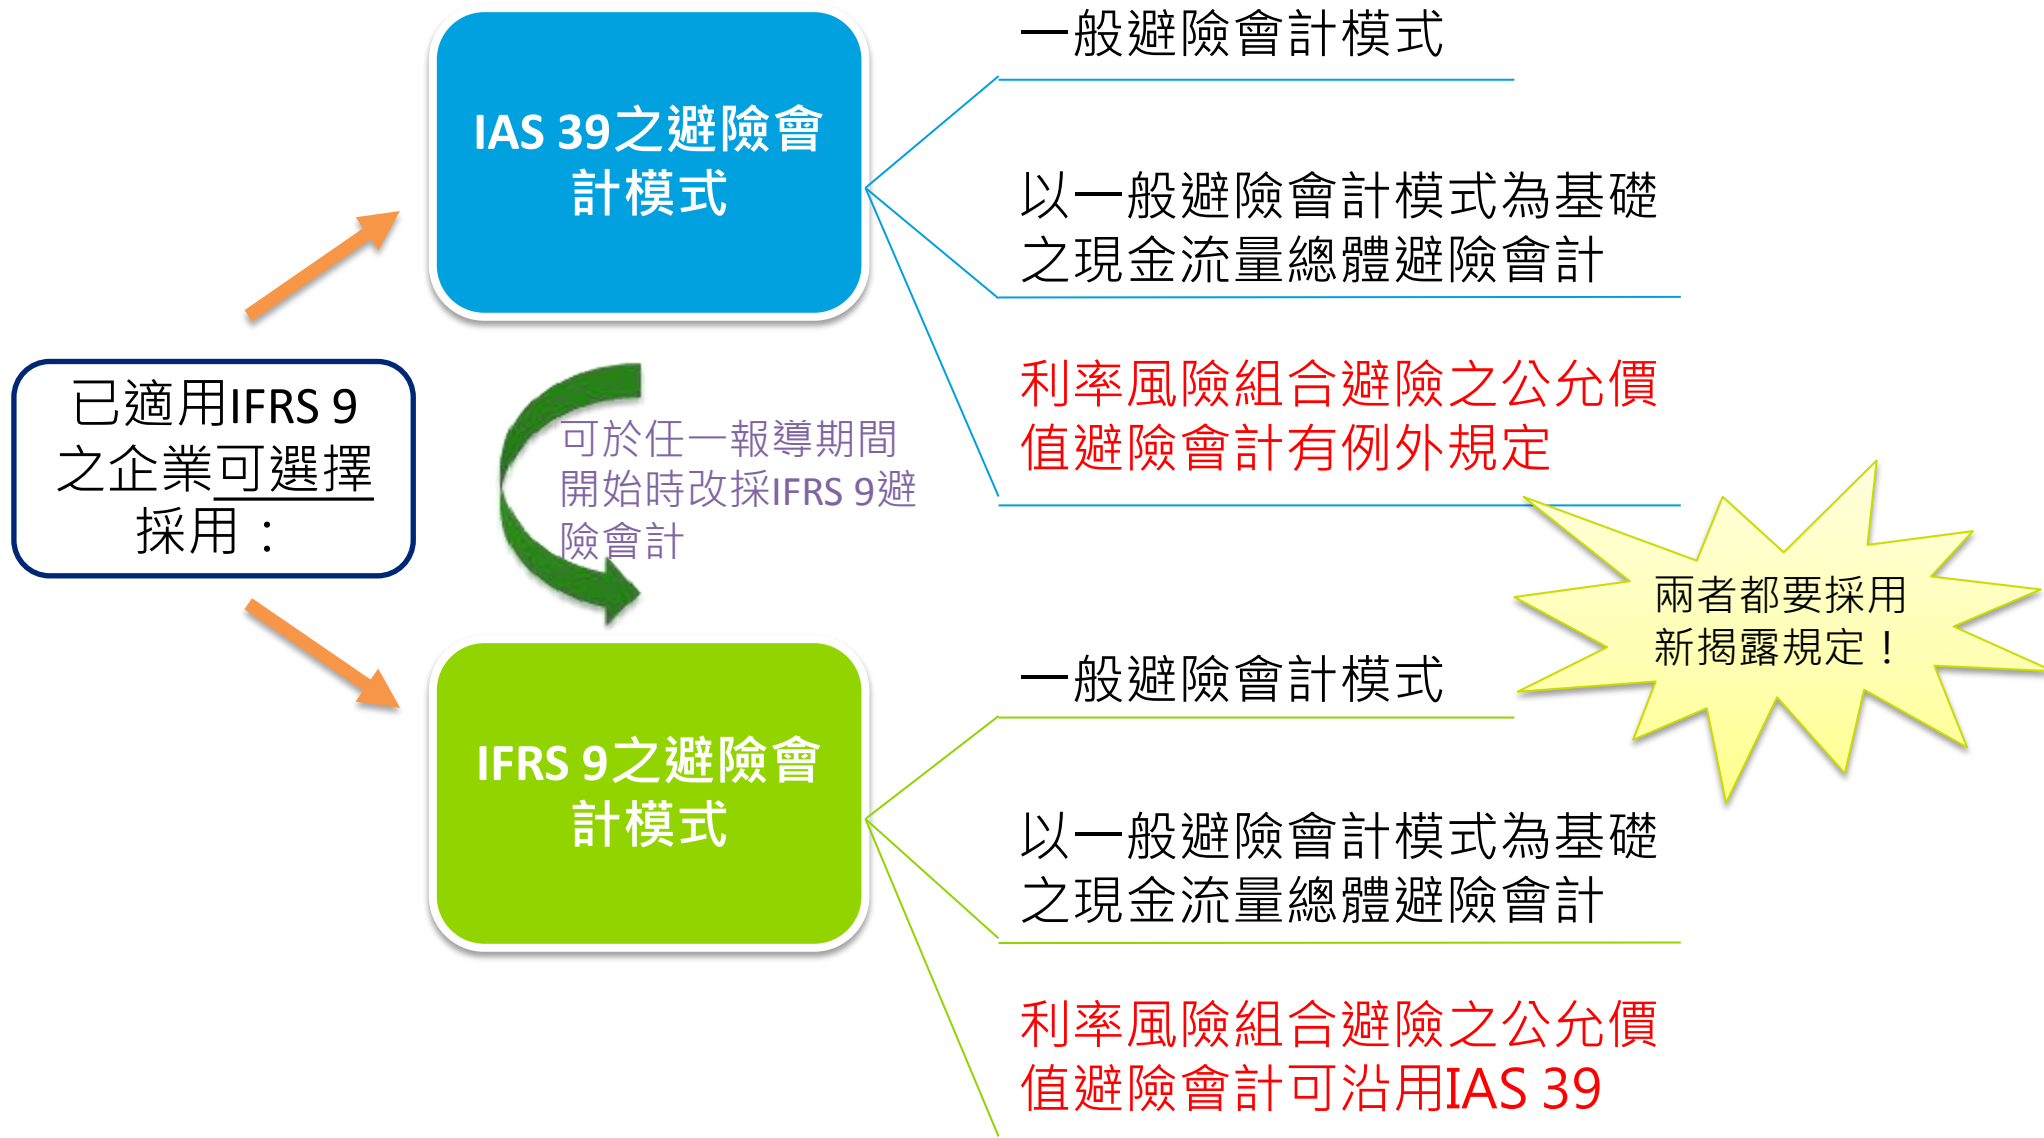 已適用IFRS 9
之企業可選擇
採用：
IAS 39之避險會
計模式
一般避險會計模式
以一般避險會計模式為基礎
之現金流量總體避險會計
利率風險組合避險之公允價
值避險會計有例外規定
可於任一報導期間
開始時改採IFRS 9避
險會計
兩者都要採用
新揭露規定！
IFRS 9之避險會
計模式
一般避險會計模式
以一般避險會計模式為基礎
之現金流量總體避險會計
利率風險組合避險之公允價
值避險會計可沿用IAS 39